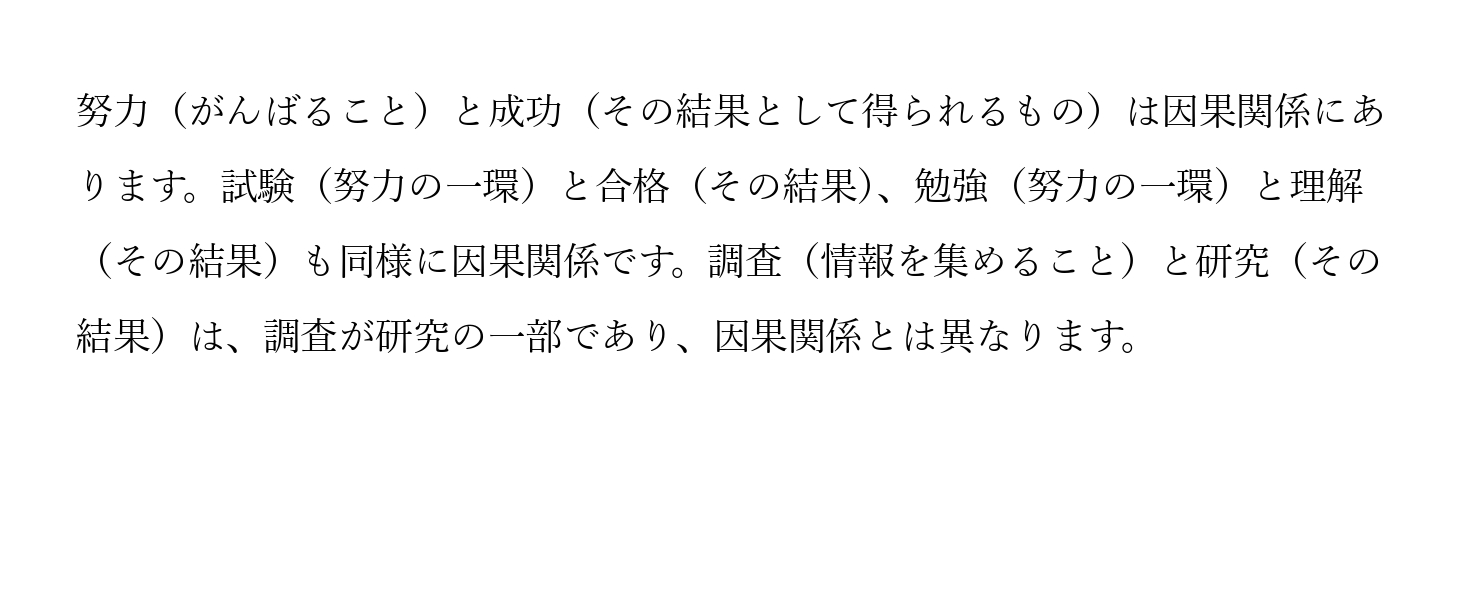 努力（がんばること）と成功（その結果として得られるもの）は因果関係にあ
ります。試験（努力の一環）と合格（その結果）、勉強（努力の一環）と理解
（その結果）も同様に因果関係です。調査（情報を集めること）と研究（その
結果）は、調査が研究の一部であり、因果関係とは異なります。